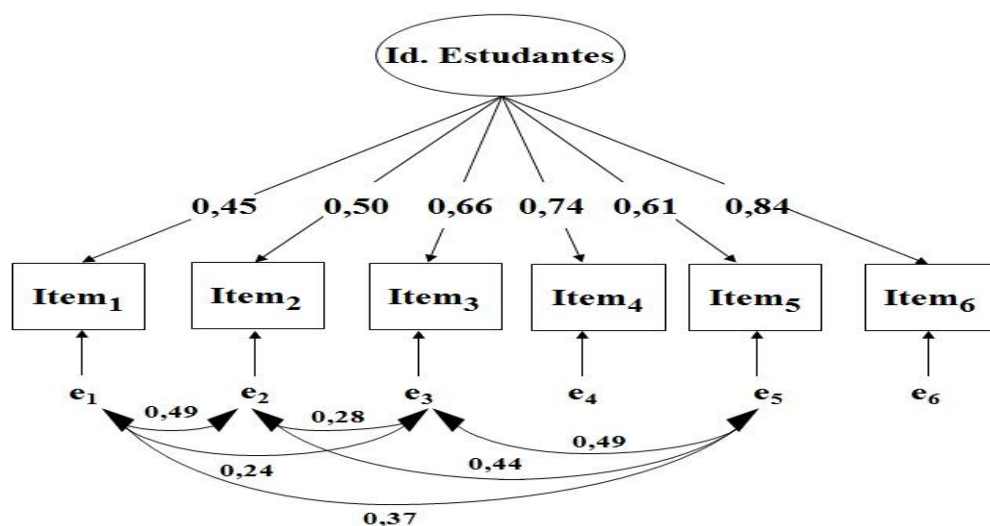 Id. Estudantes
0,45 0,50 0,66 0,74 0,61 0,84
Item1 Item2 Item3 Item4 Item5 Item6
e1 e2 e3 e4 e5 e6
0,49 0,28
0,49
0,44
0,24
0,37